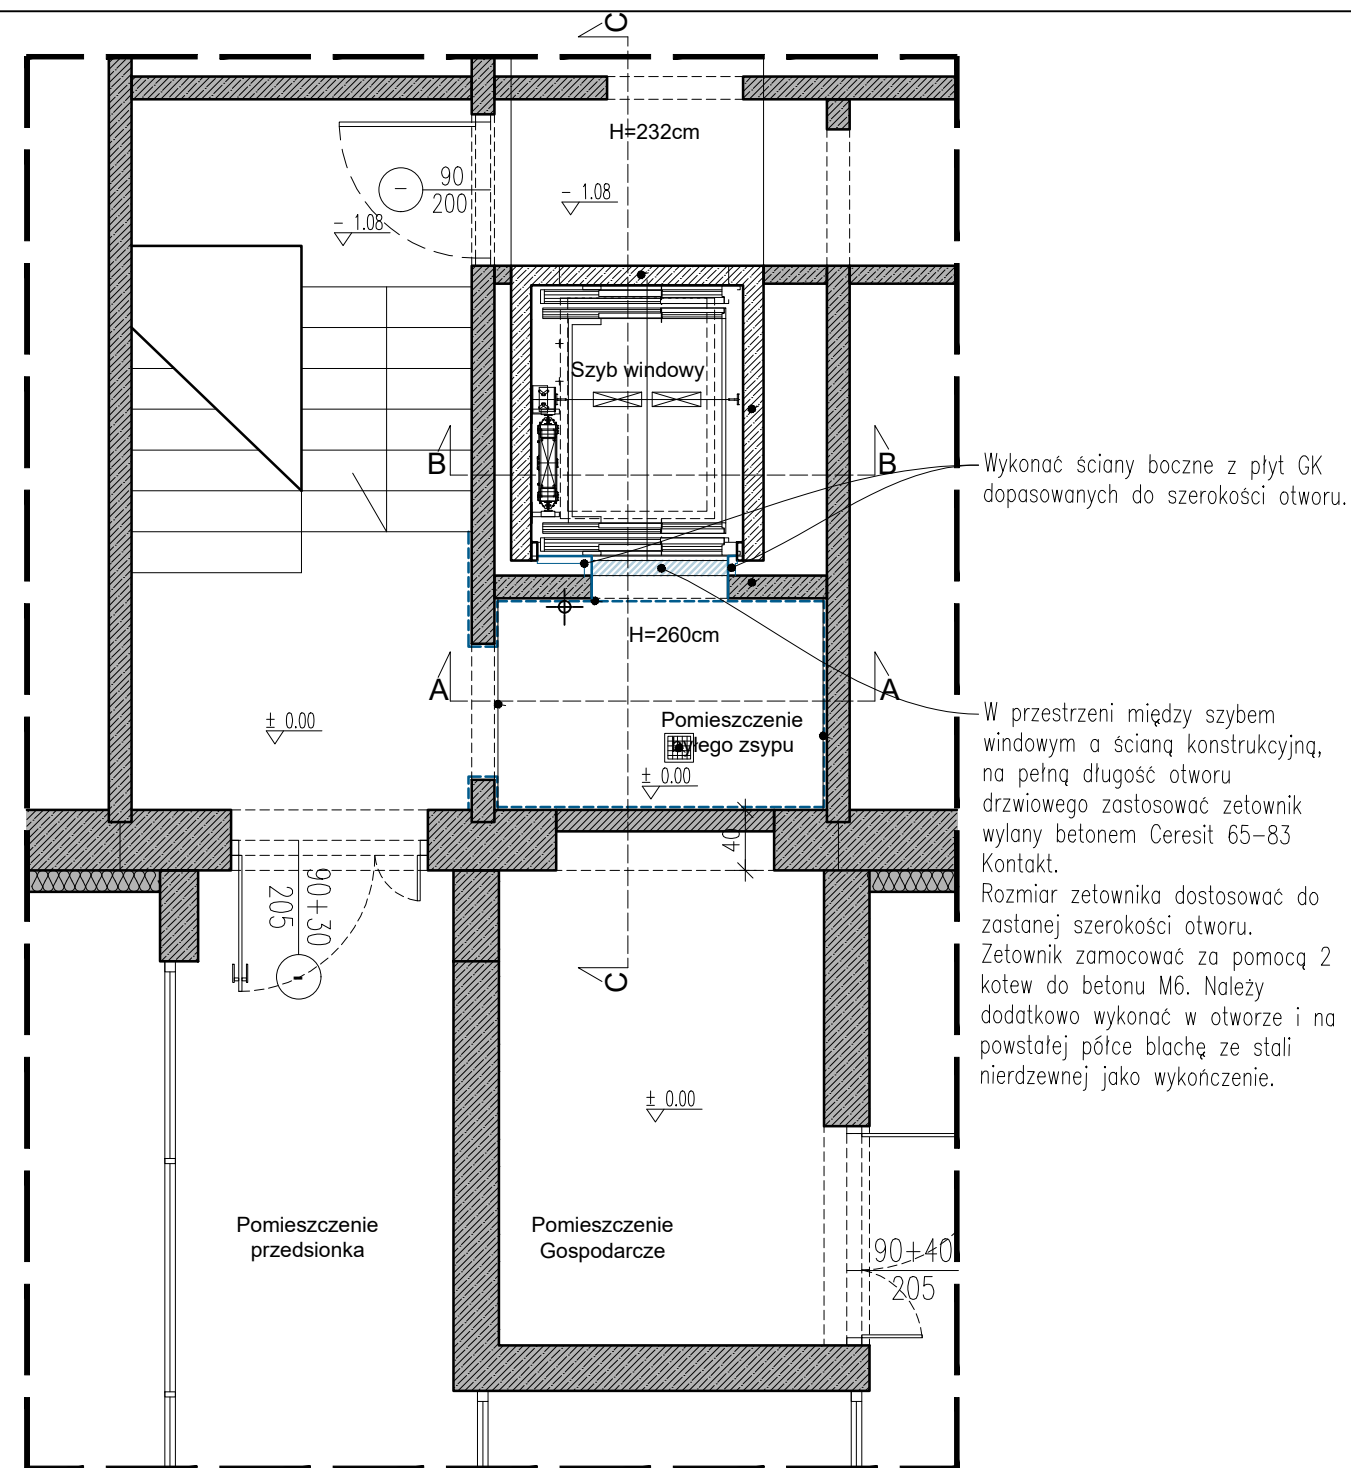 C
H=232cm
90
200
- 1.08
- 1.08
Szyb windowy
B
B
Wykonać ściany boczne z płyt GK
dopasowanych do szerokości otworu.
H=260cm
A
A
± 0.00
Pomieszczenie
byłego zsypu
± 0.00
W przestrzeni między szybem
windowym a ścianą konstrukcyjną,
na pełną długość otworu
drzwiowego zastosować zetownik
wylany betonem Ceresit 65-83
Kontakt.
Rozmiar zetownika dostosować do
zastanej szerokości otworu.
Zetownik zamocować za pomocą 2
kotew do betonu M6. Należy
dodatkowo wykonać w otworze i na
powstałej półce blachę ze stali
nierdzewnej jako wykończenie.
40
90+30
205
C
± 0.00
Pomieszczenie
przedsionka
Pomieszczenie
Gospodarcze
90+40
205